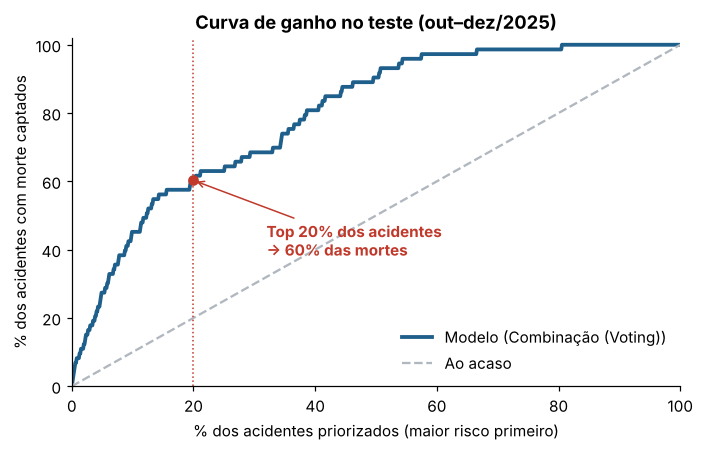 Curva de ganho no teste (out–dez/2025)
% dos acidentes com morte captados
100
80
60
40
20
0
Top 20% dos acidentes
→ 60% das mortes
Modelo (Combinação (Voting))
Ao acaso
0 20 40 60 80 100
% dos acidentes priorizados (maior risco primeiro)